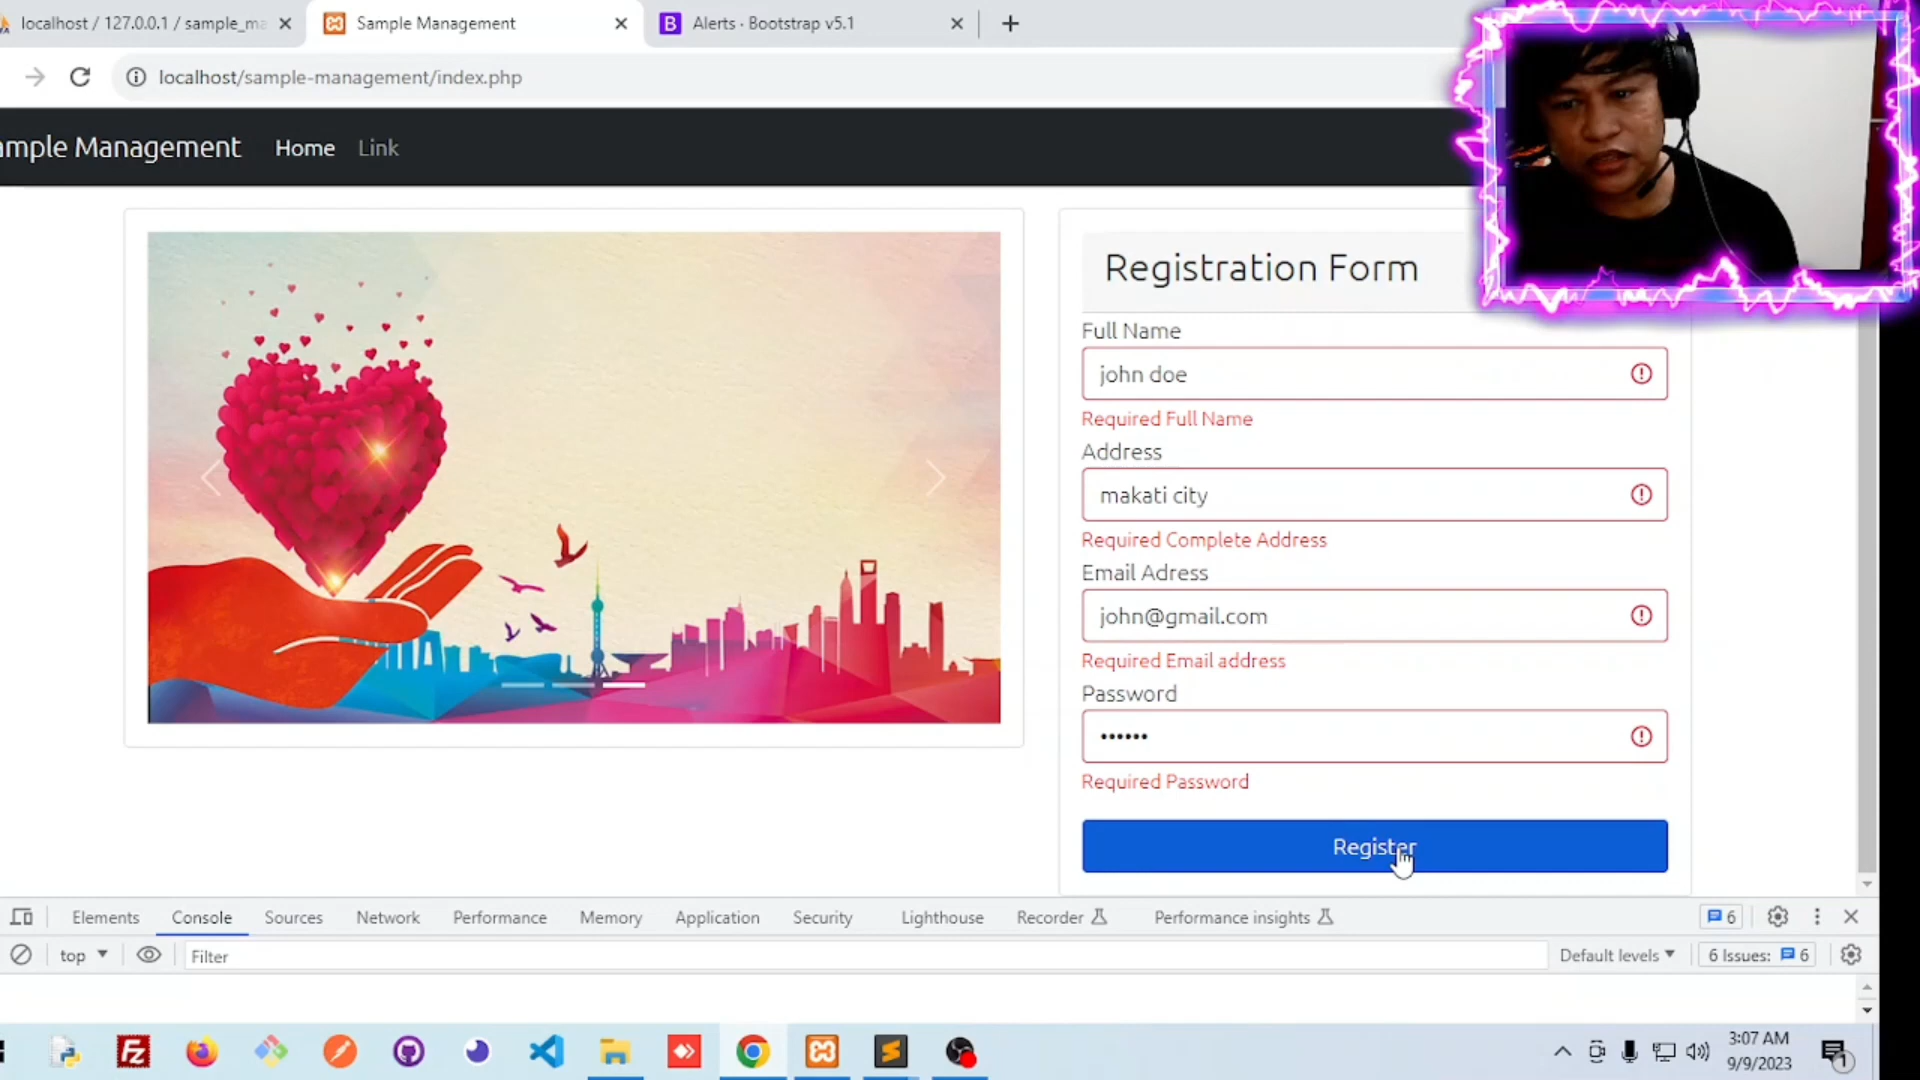 localhost / 127.0.0.1 / sample_ma
Sample Management
Alerts · Bootstrap v5.1
localhost/sample-management/index.php
ample Management
Home
Link
Registration Form
Full Name
john doe
Required Full Name
Address
makati city
Required Complete Address
Email Adress
john@gmail.com
Required Email address
Password
••••••
Required Password
Register
Elements
Console
Sources
Network
Performance
Memory
Application
Security
Lighthouse
Recorder
Performance insights
6
top
Filter
Default levels
6 Issues: 6
3:07 AM
9/9/2023
1